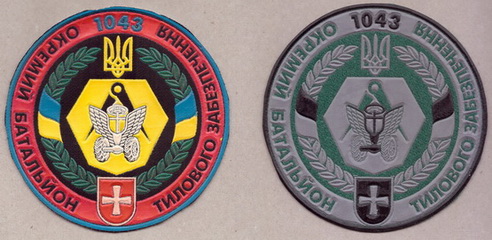 1043
ОКРЕМИЙ БАТАЛЬЙОН
ТИЛОВОГО ЗАБЕЗПЕЧЕННЯ
1043
ОКРЕМИЙ БАТАЛЬЙОН
ТИЛОВОГО ЗАБЕЗПЕЧЕННЯ